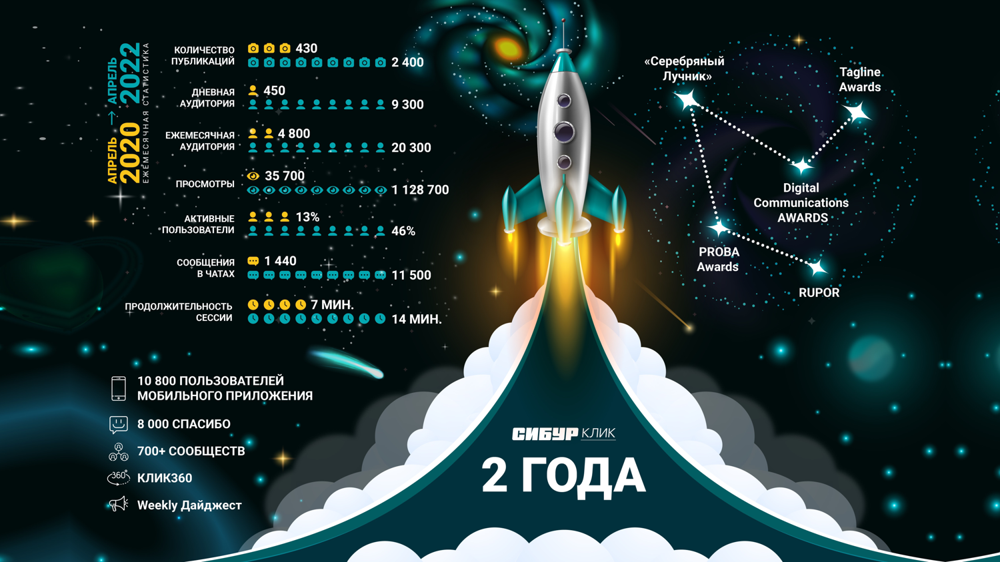 АПРЕЛЬ
2020
→
АПРЕЛЬ
2022
ЕЖЕМЕСЯЧНАЯ СТАТИСТИКА
КОЛИЧЕСТВО
ПУБЛИКАЦИЙ
430
2 400
ДНЕВНАЯ
АУДИТОРИЯ
450
9 300
ЕЖЕМЕСЯЧНАЯ
АУДИТОРИЯ
4 800
20 300
ПРОСМОТРЫ
35 700
1 128 700
АКТИВНЫЕ
ПОЛЬЗОВАТЕЛИ
13%
46%
СООБЩЕНИЯ
В ЧАТАХ
1 440
11 500
ПРОДОЛЖИТЕЛЬНОСТЬ
СЕССИИ
7 МИН.
14 МИН.
10 800 ПОЛЬЗОВАТЕЛЕЙ
МОБИЛЬНОГО ПРИЛОЖЕНИЯ
8 000 СПАСИБО
700+ СООБЩЕСТВ
360°
КЛИК360
Weekly Дайджест
СИБУР КЛИК
2 ГОДА
«Серебряный
Лучник»
Tagline
Awards
Digital
Communications
AWARDS
PROBA
Awards
RUPOR